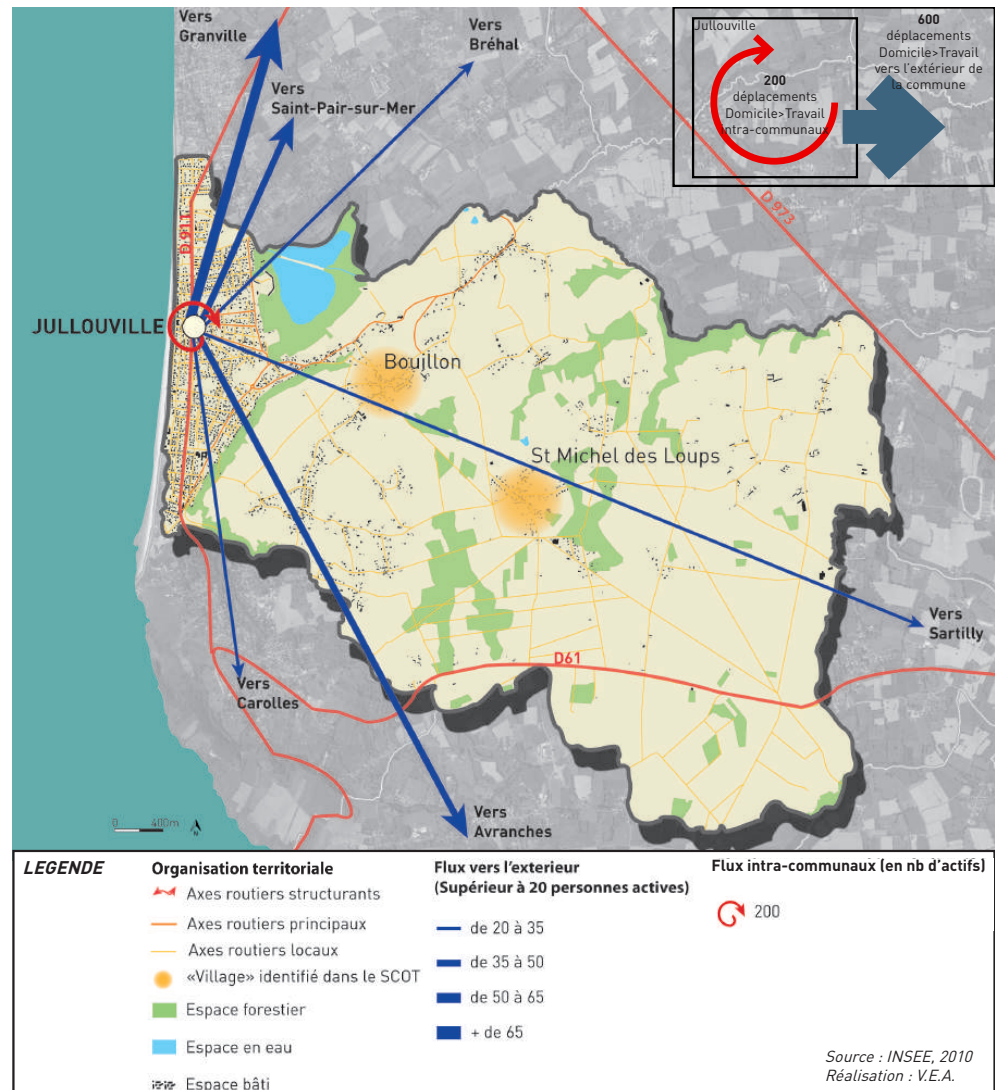 Vers
Granville
Vers
Bréhal
Vers
Saint-Pair-sur-Mer
Jullouville
200
déplacements
Domicile>Travail
intra-communaux
600
déplacements
Domicile>Travail
vers l'extérieur de
la commune
D 973
D911
JULLOUVILLE
Bouillon
St Michel des Loups
Vers
Sartilly
D61
Vers
Carolles
Vers
Avranches
0 400m
N
LEGENDE
Organisation territoriale
Axes routiers structurants
Axes routiers principaux
Axes routiers locaux
«Village» identifié dans le SCOT
Espace forestier
Espace en eau
Espace bâti
Flux vers l'exterieur
(Supérieur à 20 personnes actives)
de 20 à 35
de 35 à 50
de 50 à 65
+ de 65
Flux intra-communaux (en nb d'actifs)
200
Source : INSEE, 2010
Réalisation : V.E.A.